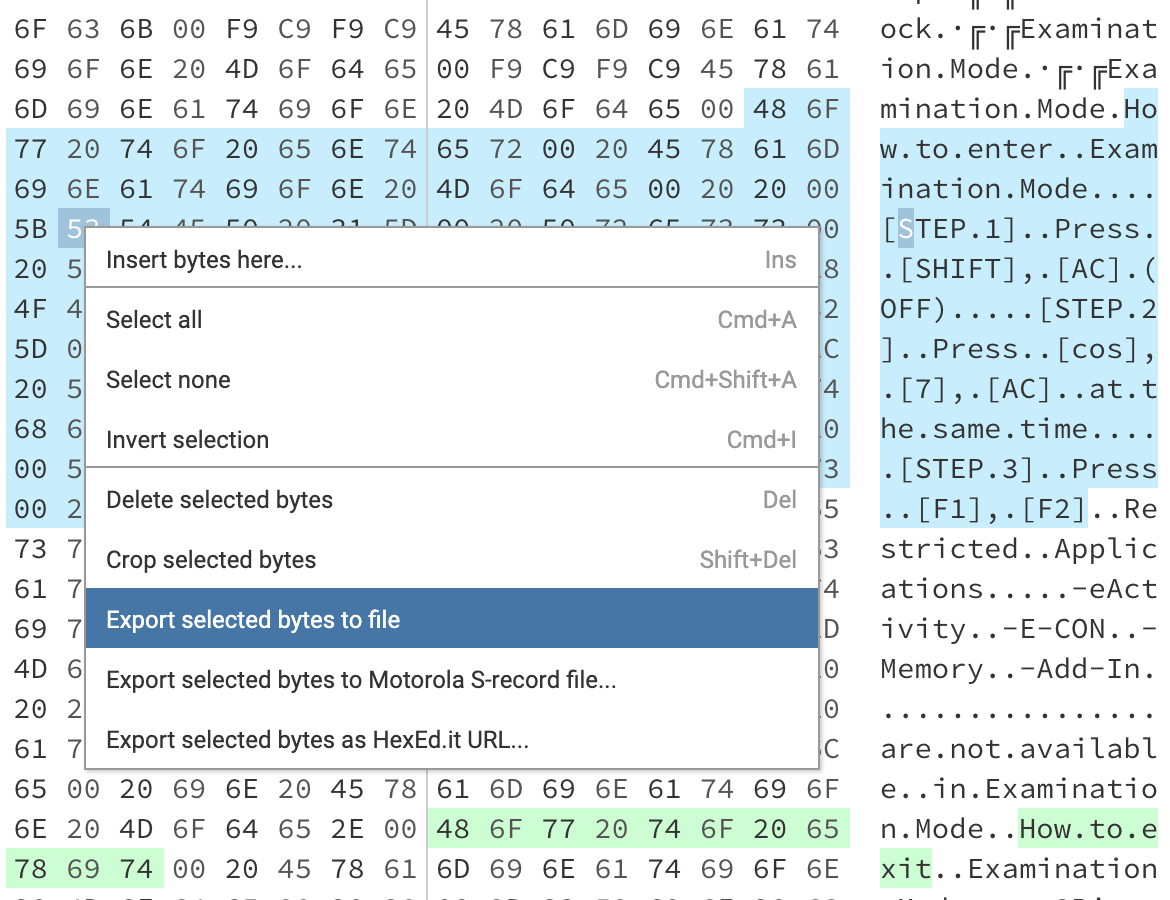 6F 63 6B 00 F9 C9 F9 C9 45 78 61 6D 69 6E 61 74 ock.·╔·╔Examinat
69 6F 6E 20 4D 6F 64 65 00 F9 C9 F9 C9 45 78 61 ion.Mode.·╔·╔Exa
6D 69 6E 61 74 69 6F 6E 20 4D 6F 64 65 00 48 6F mination.Mode.Ho
77 20 74 6F 20 65 6E 74 65 72 00 20 45 78 61 6D w.to.enter..Exam
69 6E 61 74 69 6F 6E 20 4D 6F 64 65 00 20 20 00 ination.Mode....
5B [STEP.1]..Press.
20 5 8 .[SHIFT],.[AC].(
4F 4 2 OFF).....[STEP.2
5D 0 C ]..Press..[cos],
20 5 4 .[7],.[AC]..at.t
68 6 0 he.same.time....
00 5 3 .[STEP.3]..Press
00 2 5 ..[F1],.[F2]..Re
73 7 3 stricted..Applic
61 7 4 ations.....-eAct
69 7 D ivity..-E-CON..-
4D 6 0 Memory..-Add-In.
20 2 0 ................
61 7 C are.not.availabl
65 00 20 69 6E 20 45 78 61 6D 69 6E 61 74 69 6F e..in.Examinatio
6E 20 4D 6F 64 65 2E 00 48 6F 77 20 74 6F 20 65 n.Mode..How.to.e
78 69 74 00 20 45 78 61 6D 69 6E 61 74 69 6F 6E xit..Examination
Insert bytes here... Ins
Select all Cmd+A
Select none Cmd+Shift+A
Invert selection Cmd+I
Delete selected bytes Del
Crop selected bytes Shift+Del
Export selected bytes to file
Export selected bytes to Motorola S-record file...
Export selected bytes as HexEd.it URL...